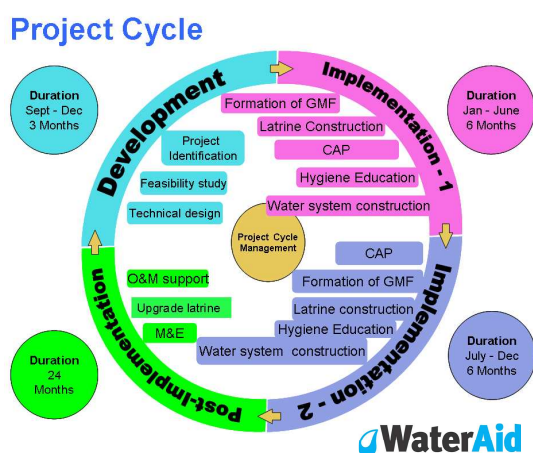 Project Cycle
Duration
Sept - Dec
3 Months
Development
Project
Identification
Feasibility study
Technical design
Implementation - 1
Formation of GMF
Latrine Construction
CAP
Hygiene Education
Water system construction
Duration
Jan - June
6 Months
Project Cycle
Management
Implementation - 2
CAP
Formation of GMF
Latrine construction
Hygiene Education
Water system construction
Duration
July - Dec
6 Months
Post-Implementation
O&M support
Upgrade latrine
M&E
Duration
24
Months
WaterAid